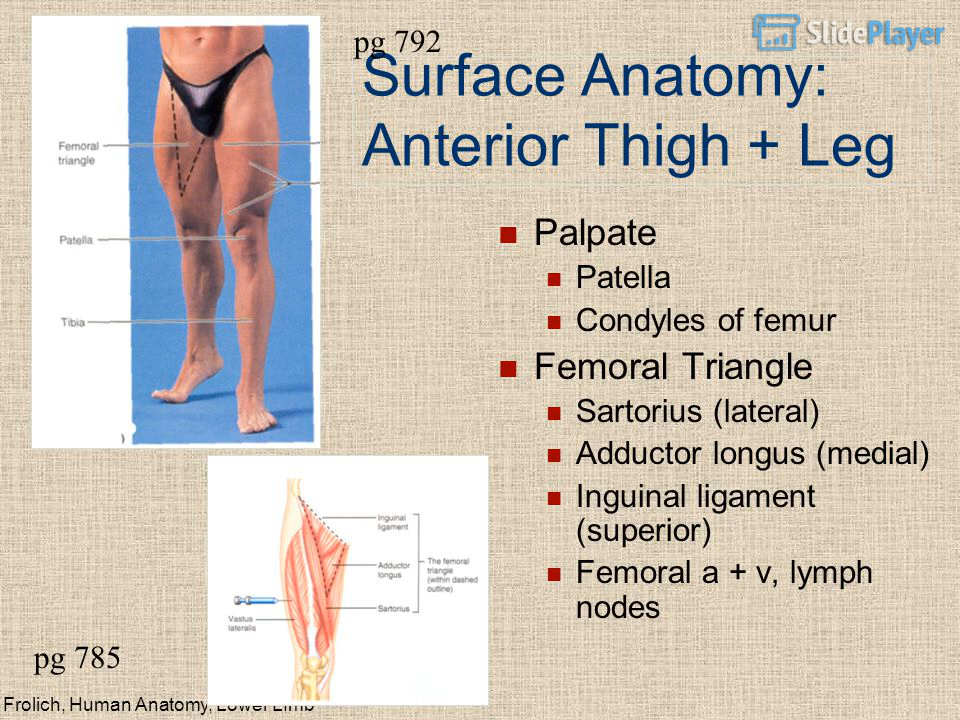 pg 792
SlidePlayer
Surface Anatomy:
Anterior Thigh + Leg
Femoral
triangle
Patella
Tibia
)
Palpate
Patella
Condyles of femur
Femoral Triangle
Sartorius (lateral)
Adductor longus (medial)
Inguinal ligament
(superior)
Femoral a + v, lymph
nodes
Inguinal
ligament
Adductor
longus
The femoral
triangle
(within dashed
outline)
Sartorius
Vastus
lateralis
pg 785
Frolich, Human Anatomy, Lower Limb